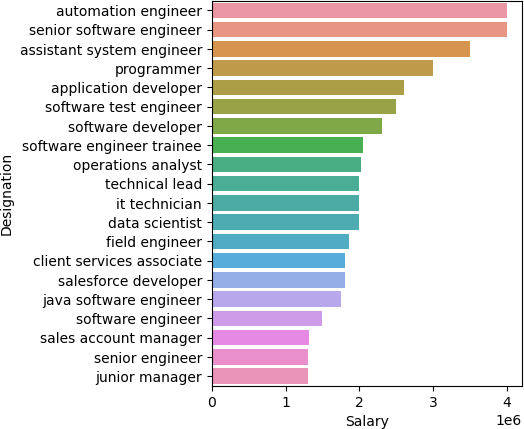 automation engineer
senior software engineer
assistant system engineer
programmer
application developer
software test engineer
software developer
software engineer trainee
operations analyst
technical lead
it technician
data scientist
field engineer
client services associate
salesforce developer
java software engineer
software engineer
sales account manager
senior engineer
junior manager
Designation
0 1 2 3 4
1e6
Salary